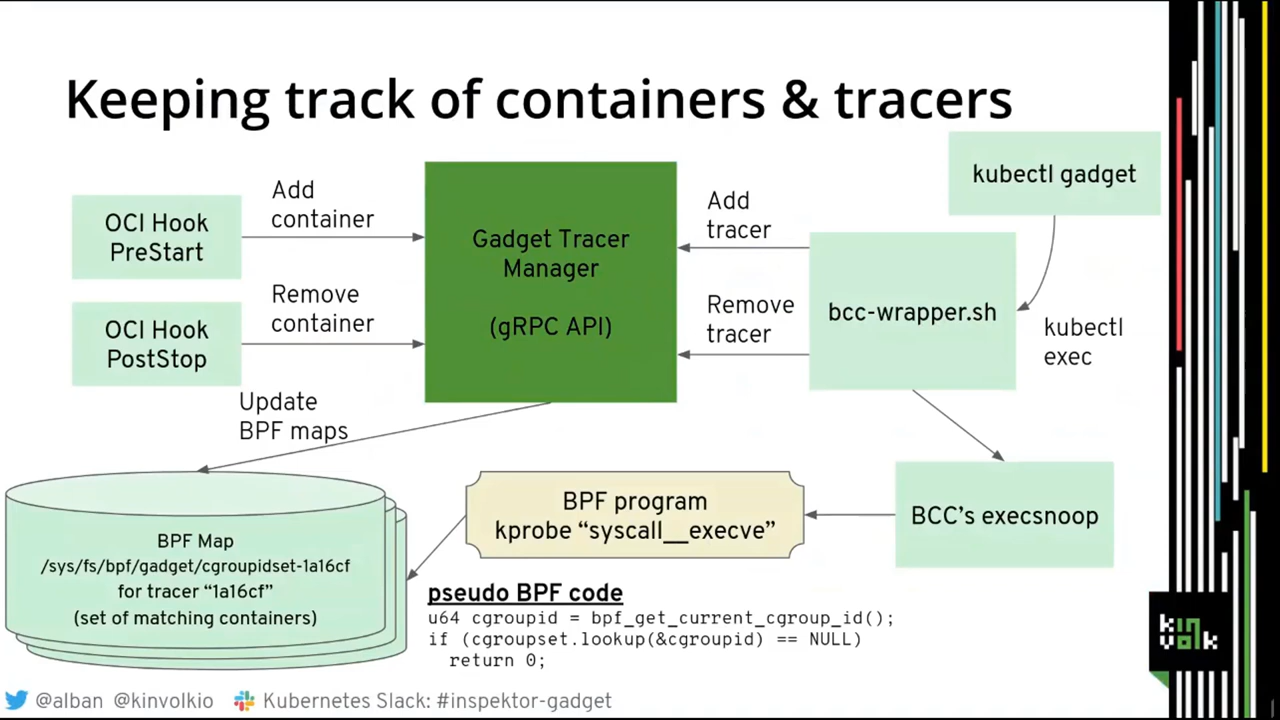 Keeping track of containers & tracers
kubectl gadget
OCI Hook
PreStart
Add
container
Gadget Tracer
Manager
(gRPC API)
Add
tracer
bcc-wrapper.sh
kubectl
exec
OCI Hook
PostStop
Remove
container
Remove
tracer
Update
BPF maps
BPF Map
/sys/fs/bpf/gadget/cgroupidset-1a16cf
for tracer “1a16cf”
(set of matching containers)
BPF program
kprobe “syscall__execve”
BCC’s execsnoop
pseudo BPF code
u64 cgroupid = bpf_get_current_cgroup_id();
if (cgroupset.lookup(&cgroupid) == NULL)
return 0;
kin
volk
@alban @kinvolkio Kubernetes Slack: #inspektor-gadget